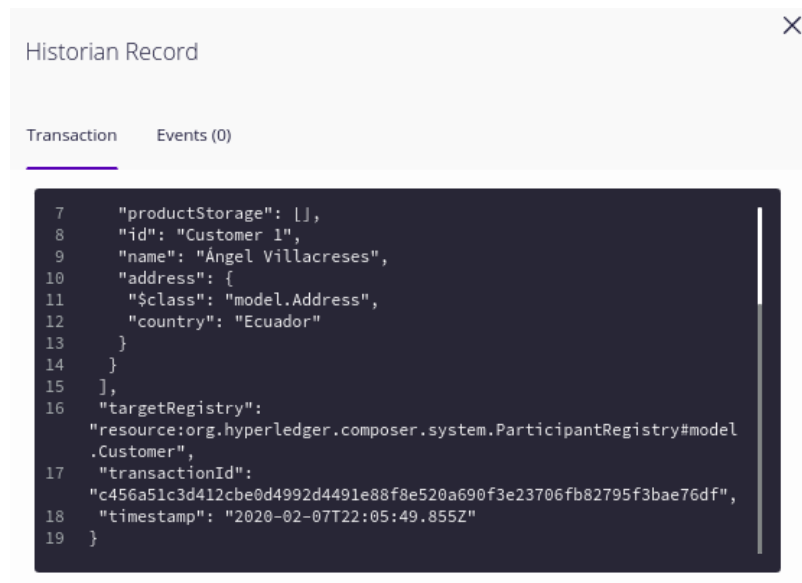 Historian Record
Transaction Events (0)
7 "productStorage": [],
8 "id": "Customer 1",
9 "name": "Ángel Villacreses",
10 "address": {
11 "$class": "model.Address",
12 "country": "Ecuador"
13 }
14 }
15 ],
16 "targetRegistry":
"resource:org.hyperledger.composer.system.ParticipantRegistry#model
.Customer",
17 "transactionId":
"c456a51c3d412cbe0d4992d4491e88f8e520a690f3e23706fb82795f3bae76df",
18 "timestamp": "2020-02-07T22:05:49.855Z"
19 }